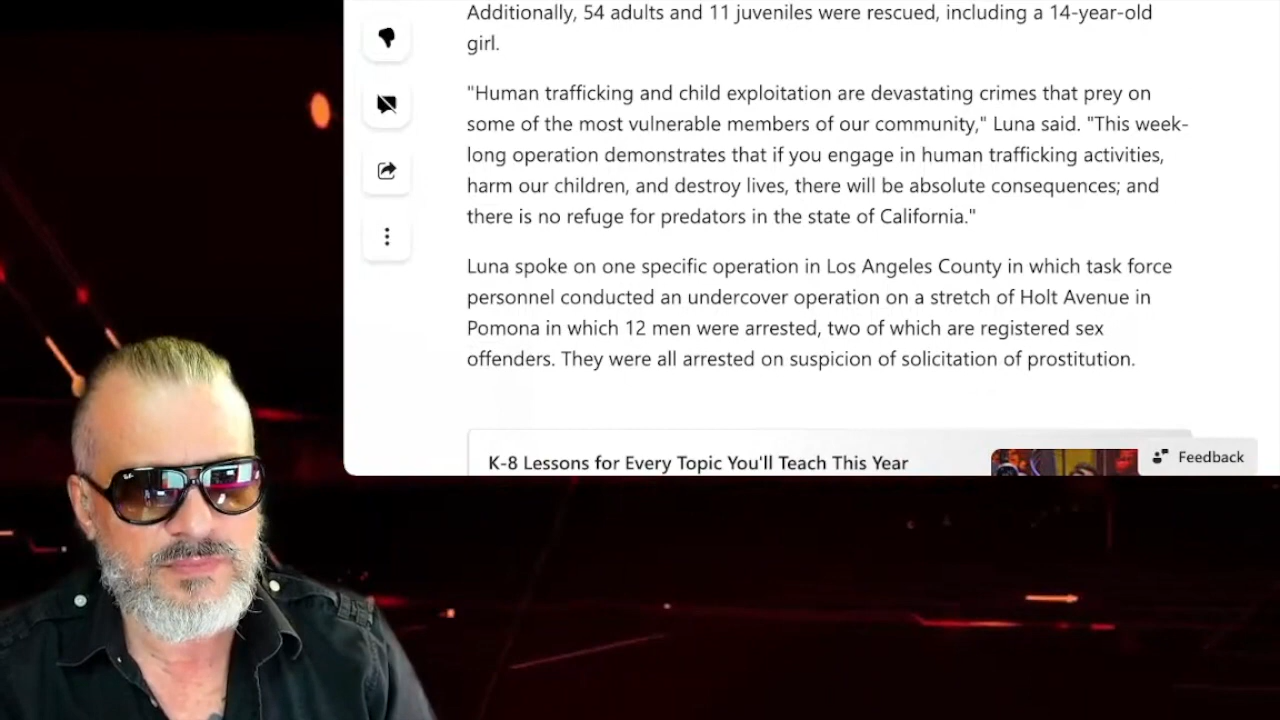 Additionally, 54 adults and 11 juveniles were rescued, including a 14-year-old
girl.
"Human trafficking and child exploitation are devastating crimes that prey on
some of the most vulnerable members of our community," Luna said. "This week-
long operation demonstrates that if you engage in human trafficking activities,
harm our children, and destroy lives, there will be absolute consequences; and
there is no refuge for predators in the state of California."
Luna spoke on one specific operation in Los Angeles County in which task force
personnel conducted an undercover operation on a stretch of Holt Avenue in
Pomona in which 12 men were arrested, two of which are registered sex
offenders. They were all arrested on suspicion of solicitation of prostitution.
K-8 Lessons for Every Topic You'll Teach This Year
Feedback